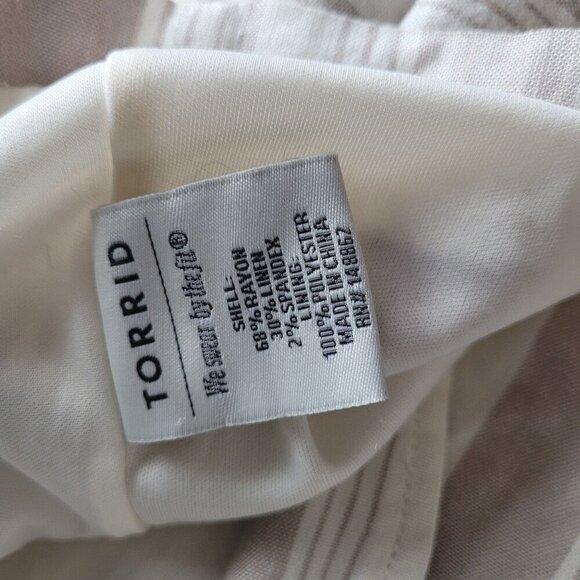 TORRID
We swear by the fit®
SHELL:
68% RAYON
30% LINEN
2% SPANDEX
LINING:
100% POLYESTER
MADE IN CHINA
RN# 148867